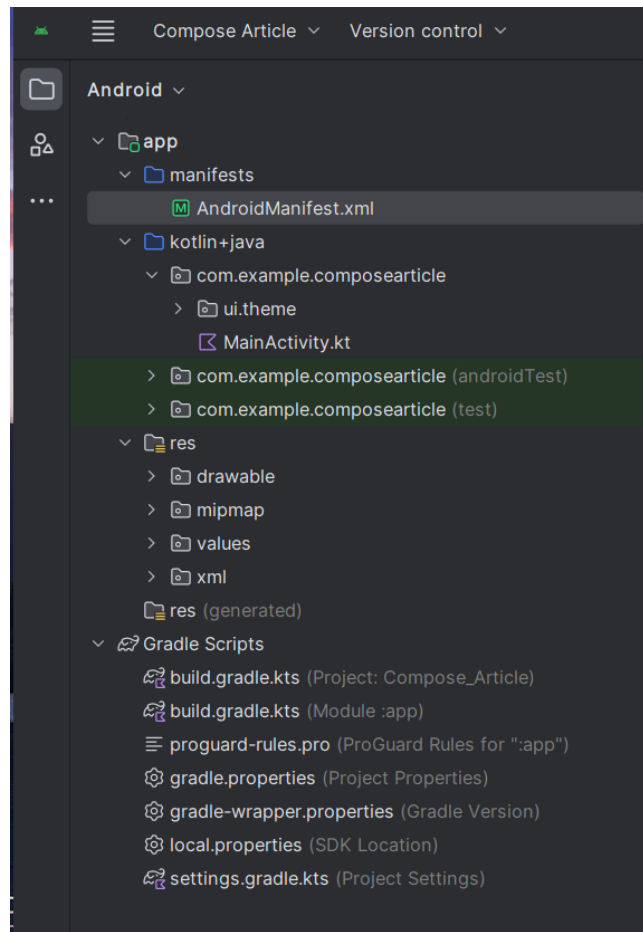 Compose Article Version control
Android
app
manifests
M AndroidManifest.xml
kotlin+java
com.example.composearticle
ui.theme
MainActivity.kt
com.example.composearticle (androidTest)
com.example.composearticle (test)
res
drawable
mipmap
values
xml
res (generated)
Gradle Scripts
build.gradle.kts (Project: Compose_Article)
build.gradle.kts (Module :app)
proguard-rules.pro (ProGuard Rules for ":app")
gradle.properties (Project Properties)
gradle-wrapper.properties (Gradle Version)
local.properties (SDK Location)
settings.gradle.kts (Project Settings)